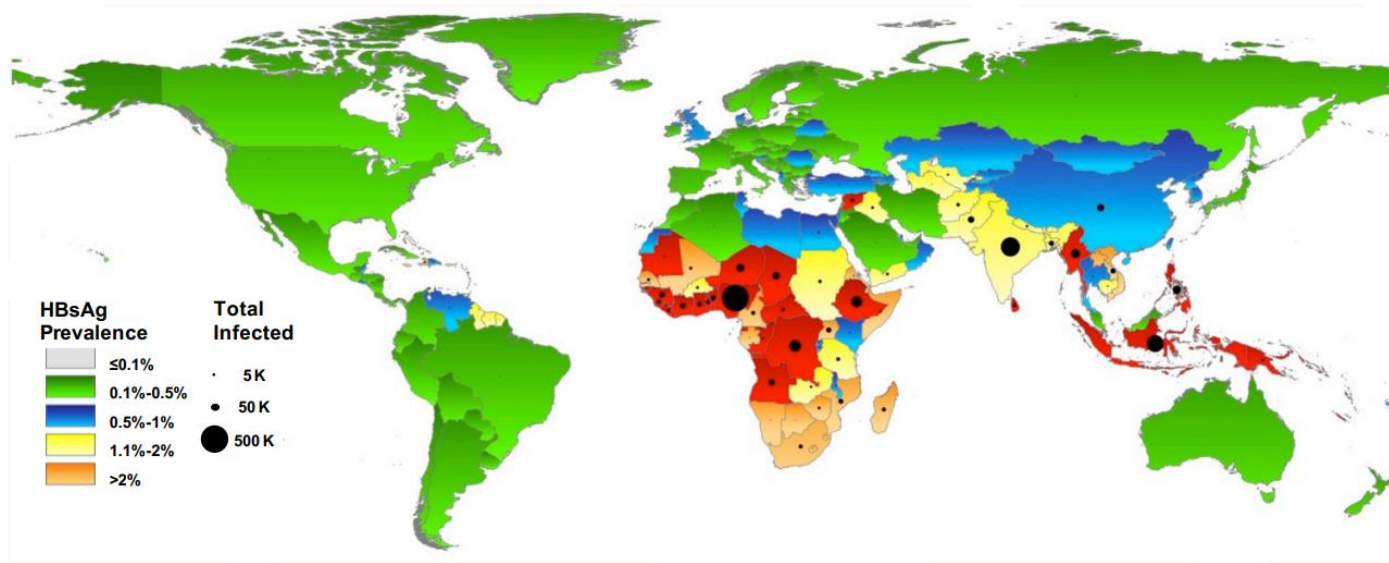 HBsAg
Prevalence
≤0.1%
0.1%-0.5%
0.5%-1%
1.1%-2%
>2%
Total
Infected
5 K
50 K
500 K